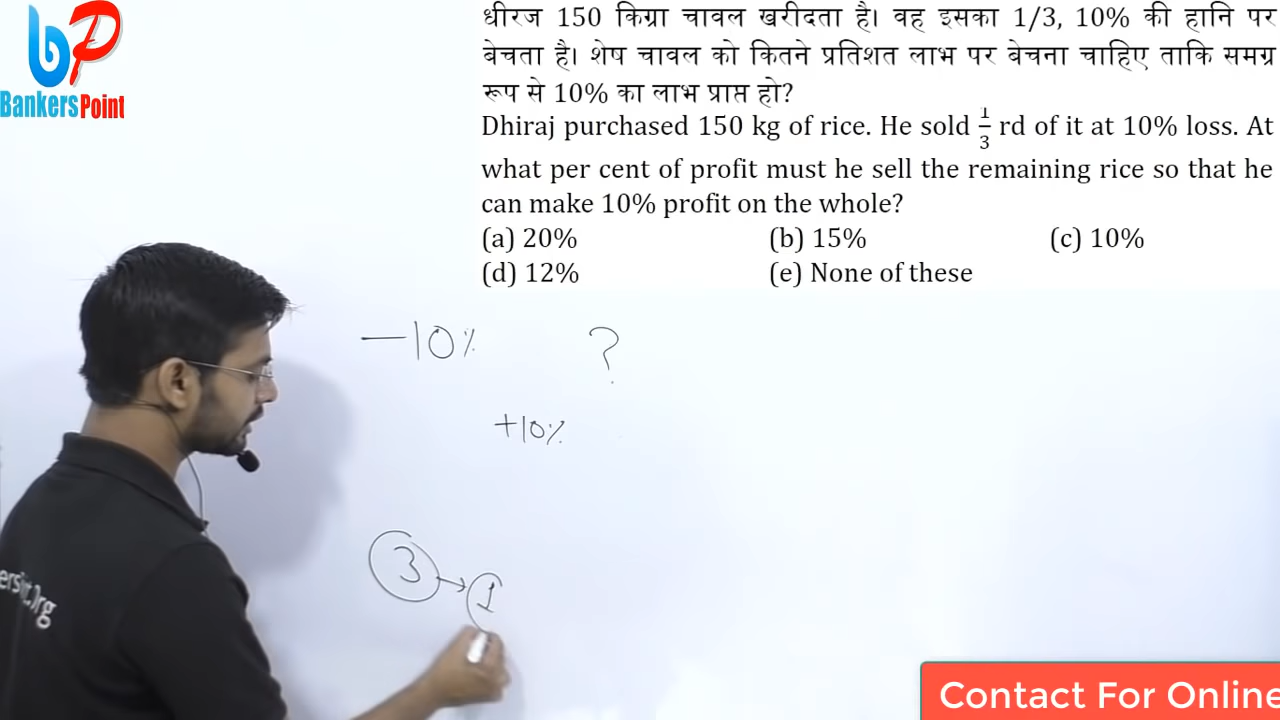 bp
BankersPoint
धीरज 150 किग्रा चावल खरीदता है। वह इसका 1/3, 10% की हानि पर
बेचता है। शेष चावल को कितने प्रतिशत लाभ पर बेचना चाहिए ताकि समग्र
रूप से 10% का लाभ प्राप्त हो?
Dhiraj purchased 150 kg of rice. He sold 1/3 rd of it at 10% loss. At
what per cent of profit must he sell the remaining rice so that he
can make 10% profit on the whole?
(a) 20% (b) 15% (c) 10%
(d) 12% (e) None of these
-10% ?
+10%
3 → 1
Contact For Online